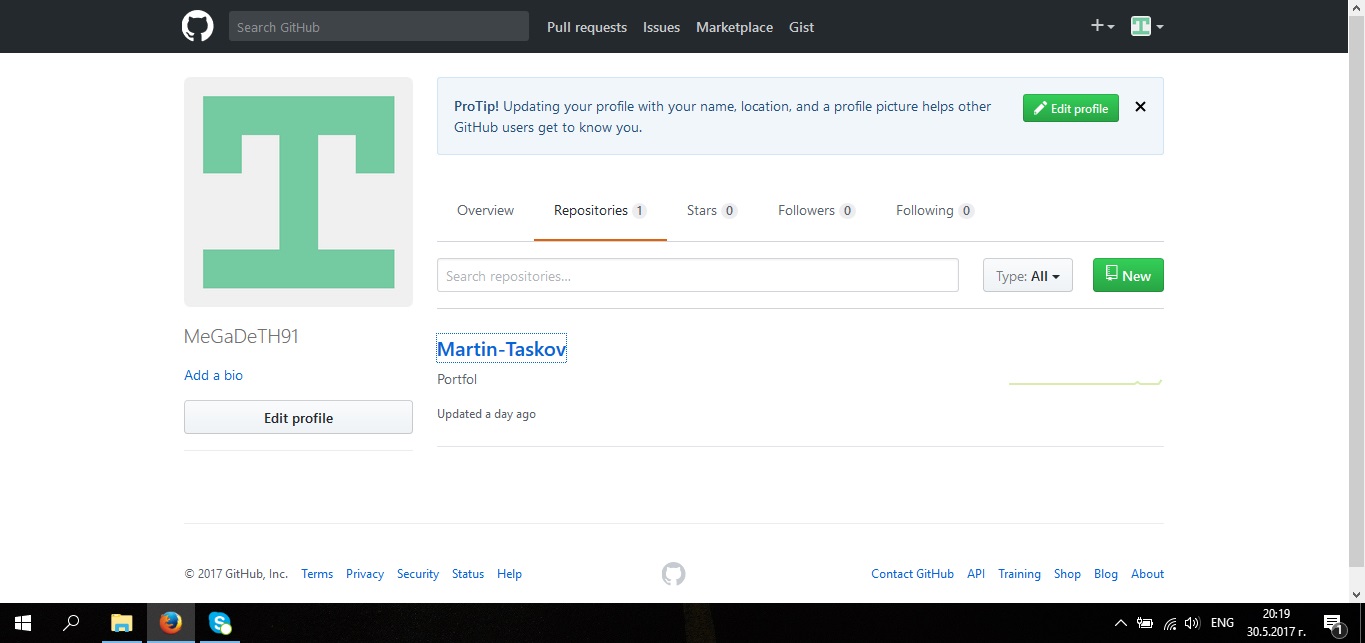 Search GitHub Pull requests Issues Marketplace Gist
ProTip! Updating your profile with your name, location, and a profile picture helps other
GitHub users get to know you.
Edit profile
Overview Repositories 1 Stars 0 Followers 0 Following 0
Search repositories... Type: All New
MeGaDeTH91
Add a bio
Edit profile
Martin-Taskov
Portfol
Updated a day ago
© 2017 GitHub, Inc. Terms Privacy Security Status Help Contact GitHub API Training Shop Blog About
ENG
20:19
30.5.2017 г.
1